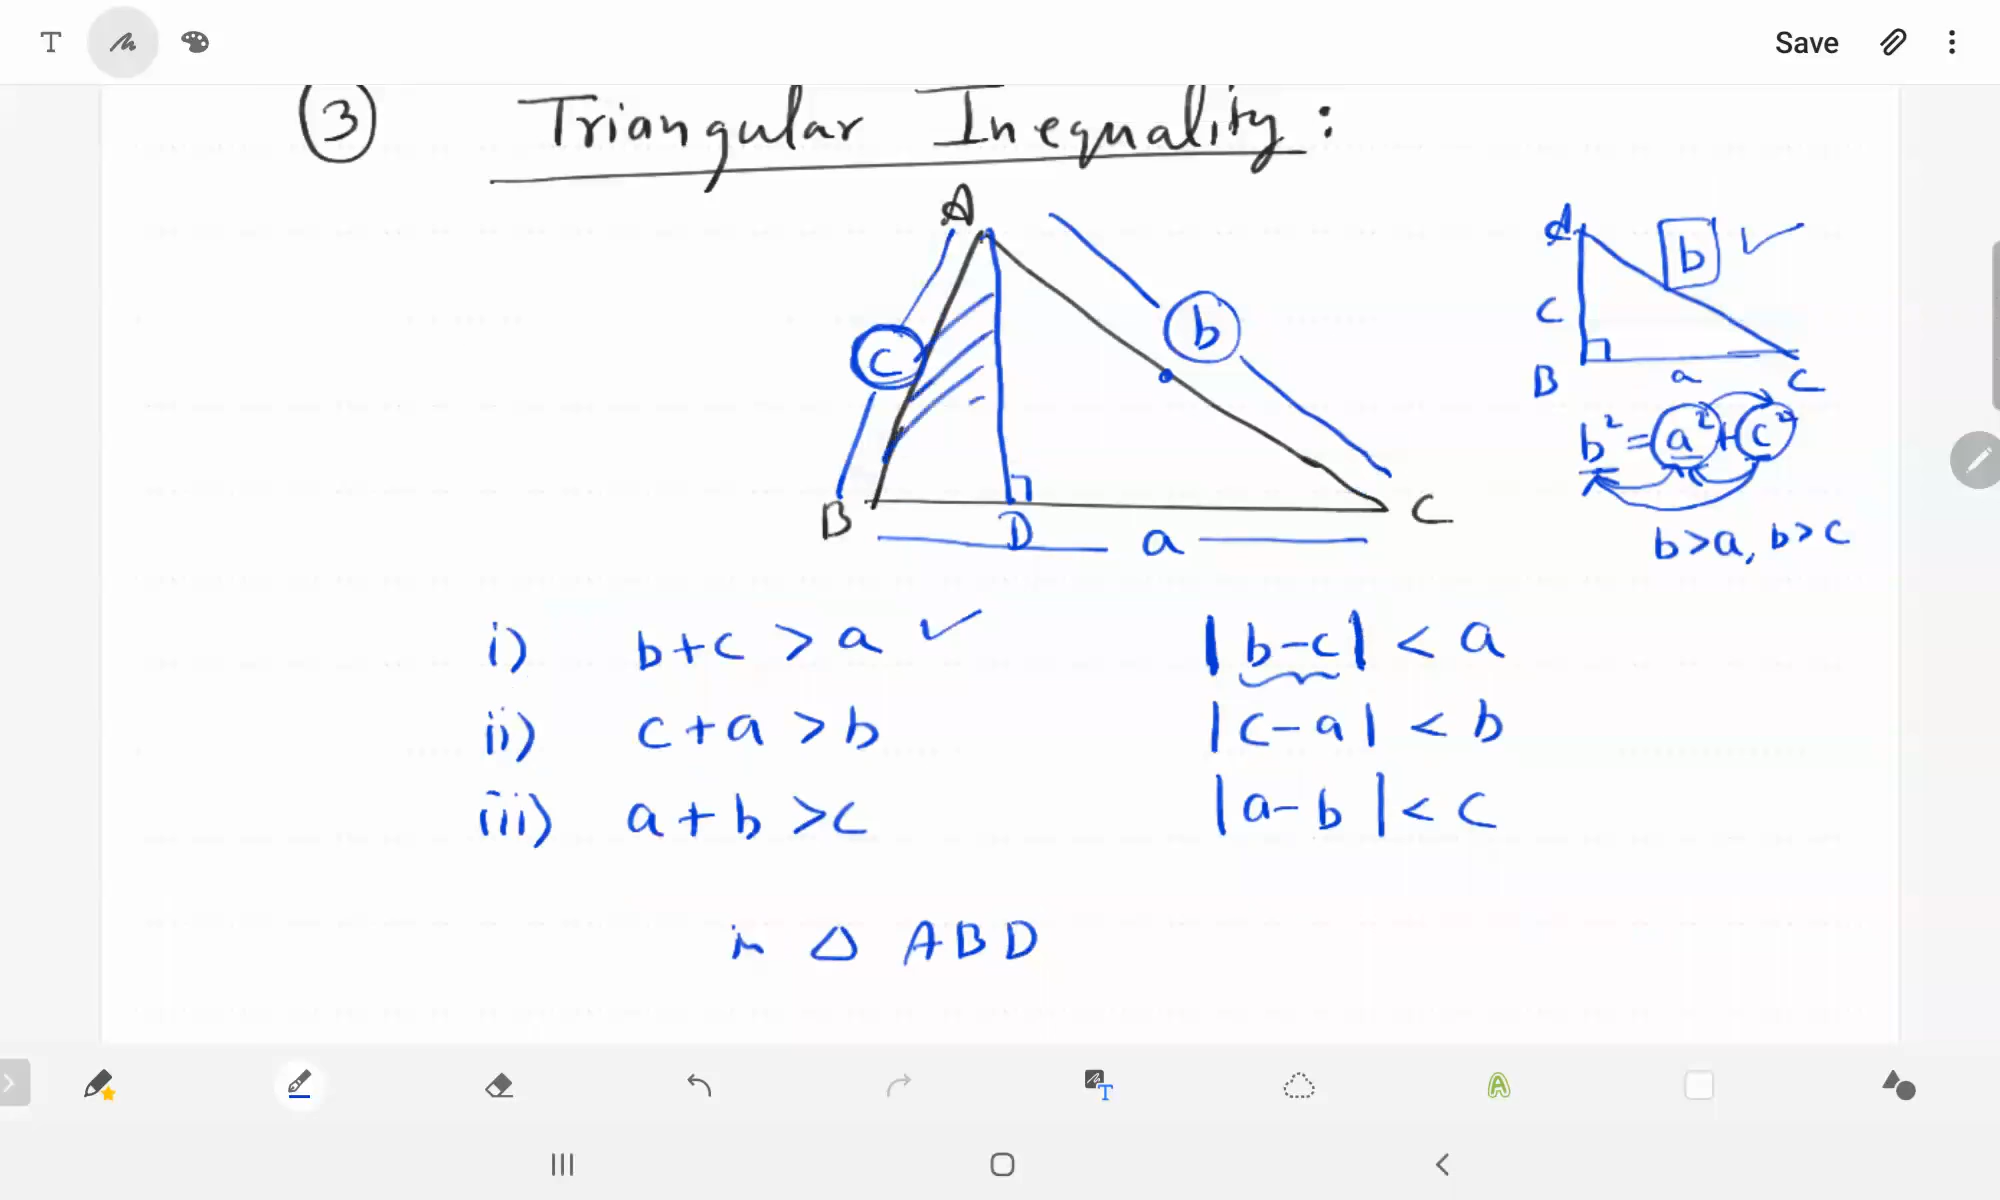 Save
③ Triangular Inequality:
A
c
b
B
D
C
a
A
b ✓
c
B
a
C
b² = a² + c²
b>a, b>c
i) b+c > a ✓ |b-c| < a
ii) c+a > b |c-a| < b
iii) a+b >c |a-b| < c
in △ ABD